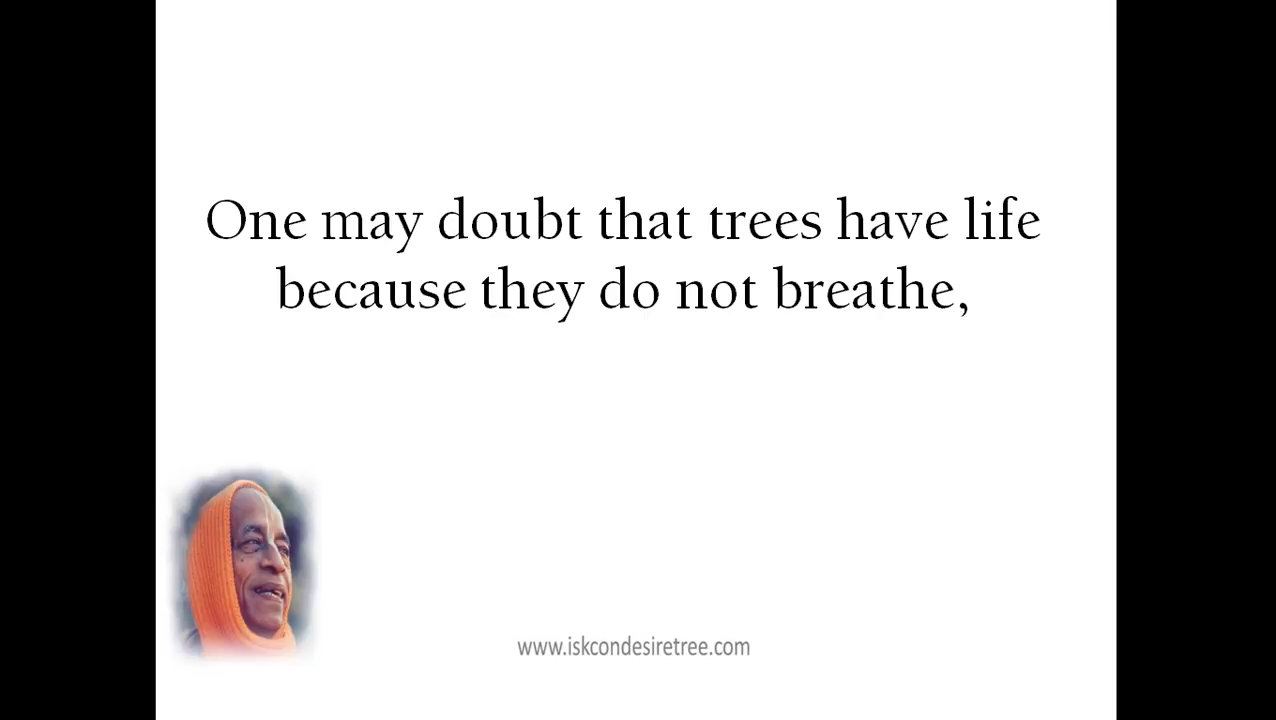 One may doubt that trees have life
because they do not breathe,
www.iskcondesiretree.com